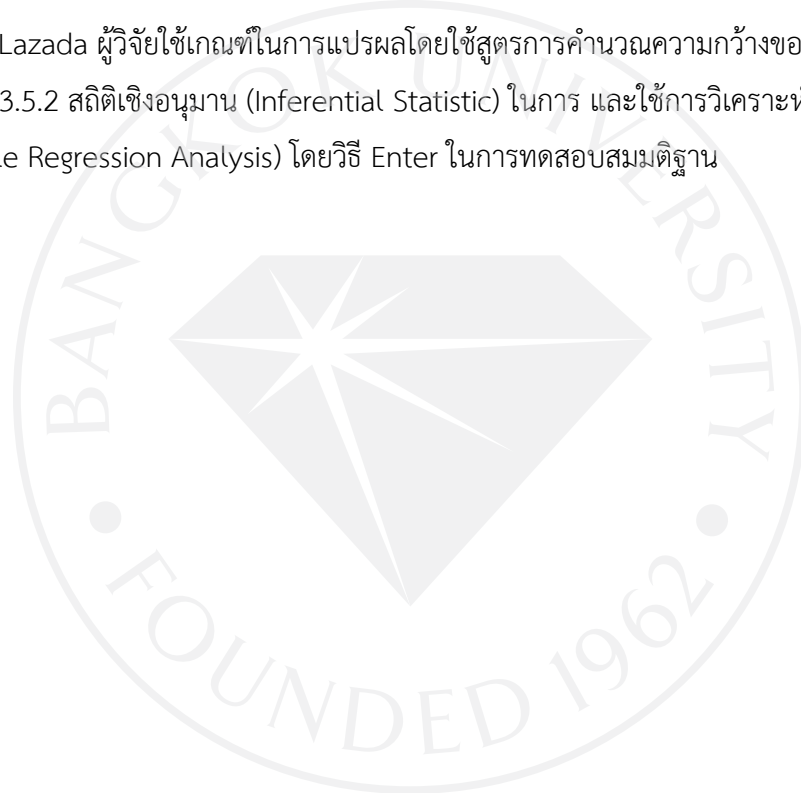 Lazada ผู้วิจัยใช้เกณฑ์ในการแปรผลโดยใช้สูตรการคำนวณความกว้างขอ
3.5.2 สถิติเชิงอนุมาน (Inferential Statistic) ในการ และใช้การวิเคราะห์
le Regression Analysis) โดยวิธี Enter ในการทดสอบสมมติฐาน
BANGKOK UNIVERSITY
FOUNDED 1962